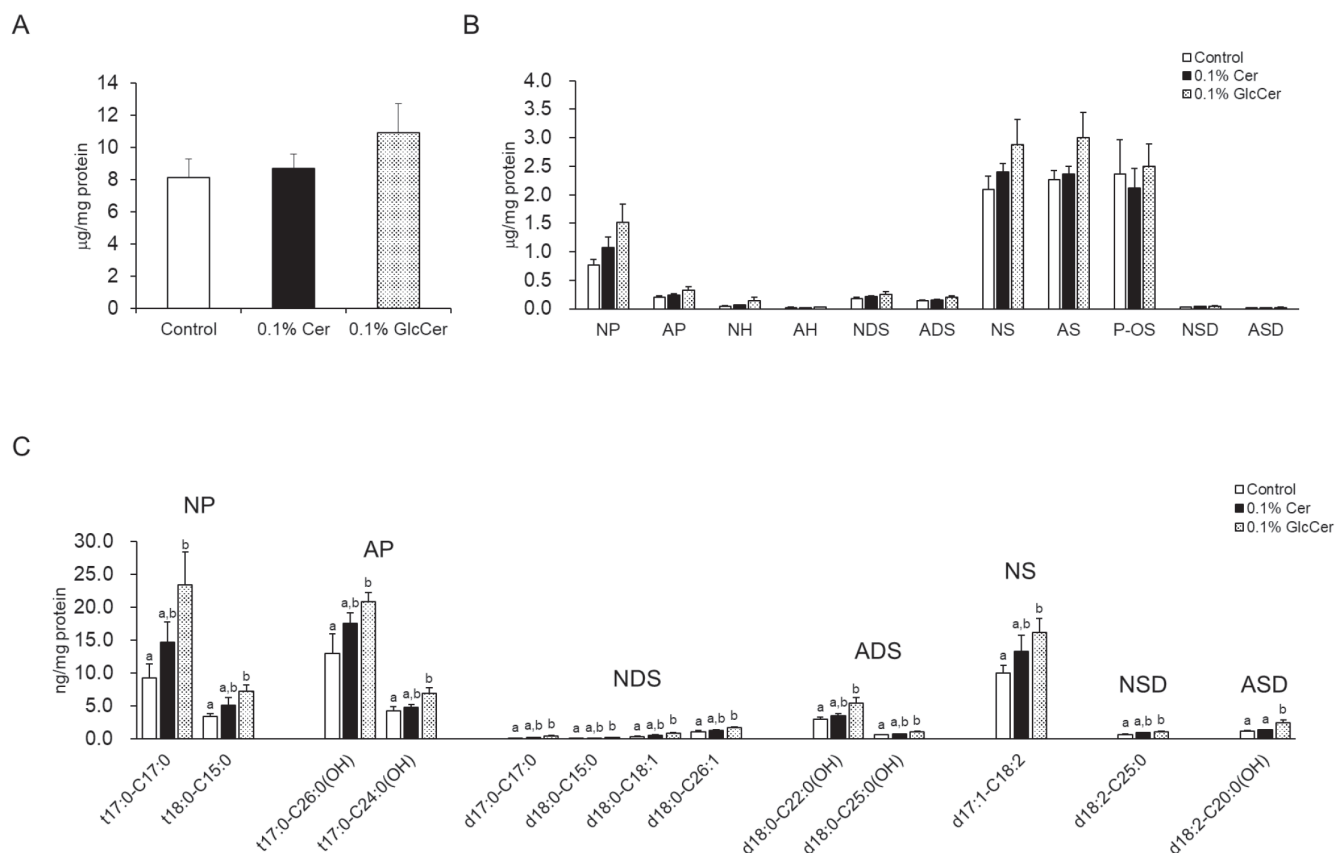 A
14
12
10
8
6
4
2
0
μg/mg protein
Control
0.1% Cer
0.1% GlcCer
B
Control
0.1% Cer
0.1% GlcCer
4.0
3.5
3.0
2.5
2.0
1.5
1.0
0.5
0.0
μg/mg protein
NP
AP
NH
AH
NDS
ADS
NS
AS
P-OS
NSD
ASD
C
Control
0.1% Cer
0.1% GlcCer
30.0
25.0
20.0
15.0
10.0
5.0
0.0
ng/mg protein
NP
a
a,b
b
a
a,b
b
AP
a
a,b
b
a
a,b
b
NDS
a
a,b
b
a
a,b
b
a
a,b
b
a
a,b
b
ADS
a
a,b
b
a
a,b
b
NS
a
a,b
b
NSD
a
a,b
b
ASD
a
a
b
t17:0-C17:0
t18:0-C15:0
t17:0-C26:0(OH)
t17:0-C24:0(OH)
d17:0-C17:0
d18:0-C15:0
d18:0-C18:1
d18:0-C26:1
d18:0-C22:0(OH)
d18:0-C25:0(OH)
d17:1-C18:2
d18:2-C25:0
d18:2-C20:0(OH)